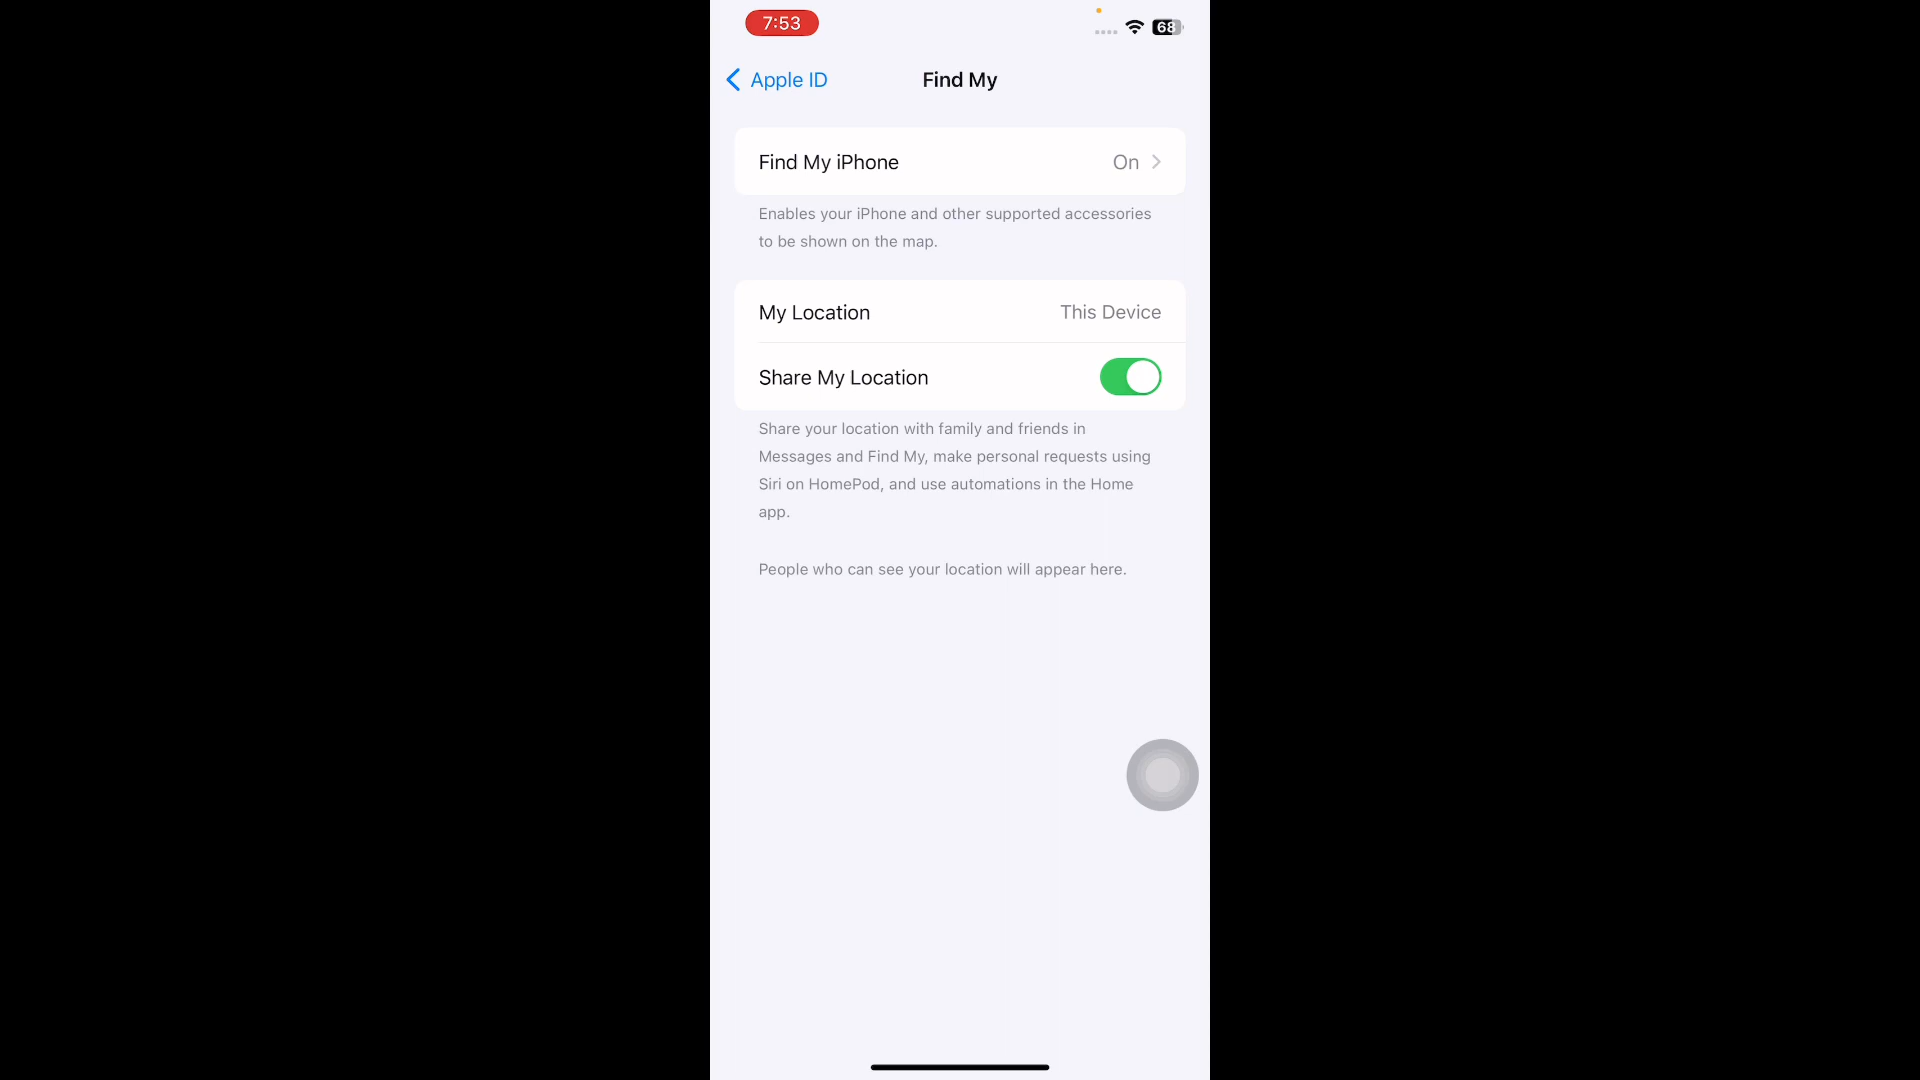 7:53
68
Apple ID
Find My
Find My iPhone
On
Enables your iPhone and other supported accessories
to be shown on the map.
My Location
This Device
Share My Location
Share your location with family and friends in
Messages and Find My, make personal requests using
Siri on HomePod, and use automations in the Home
app.
People who can see your location will appear here.